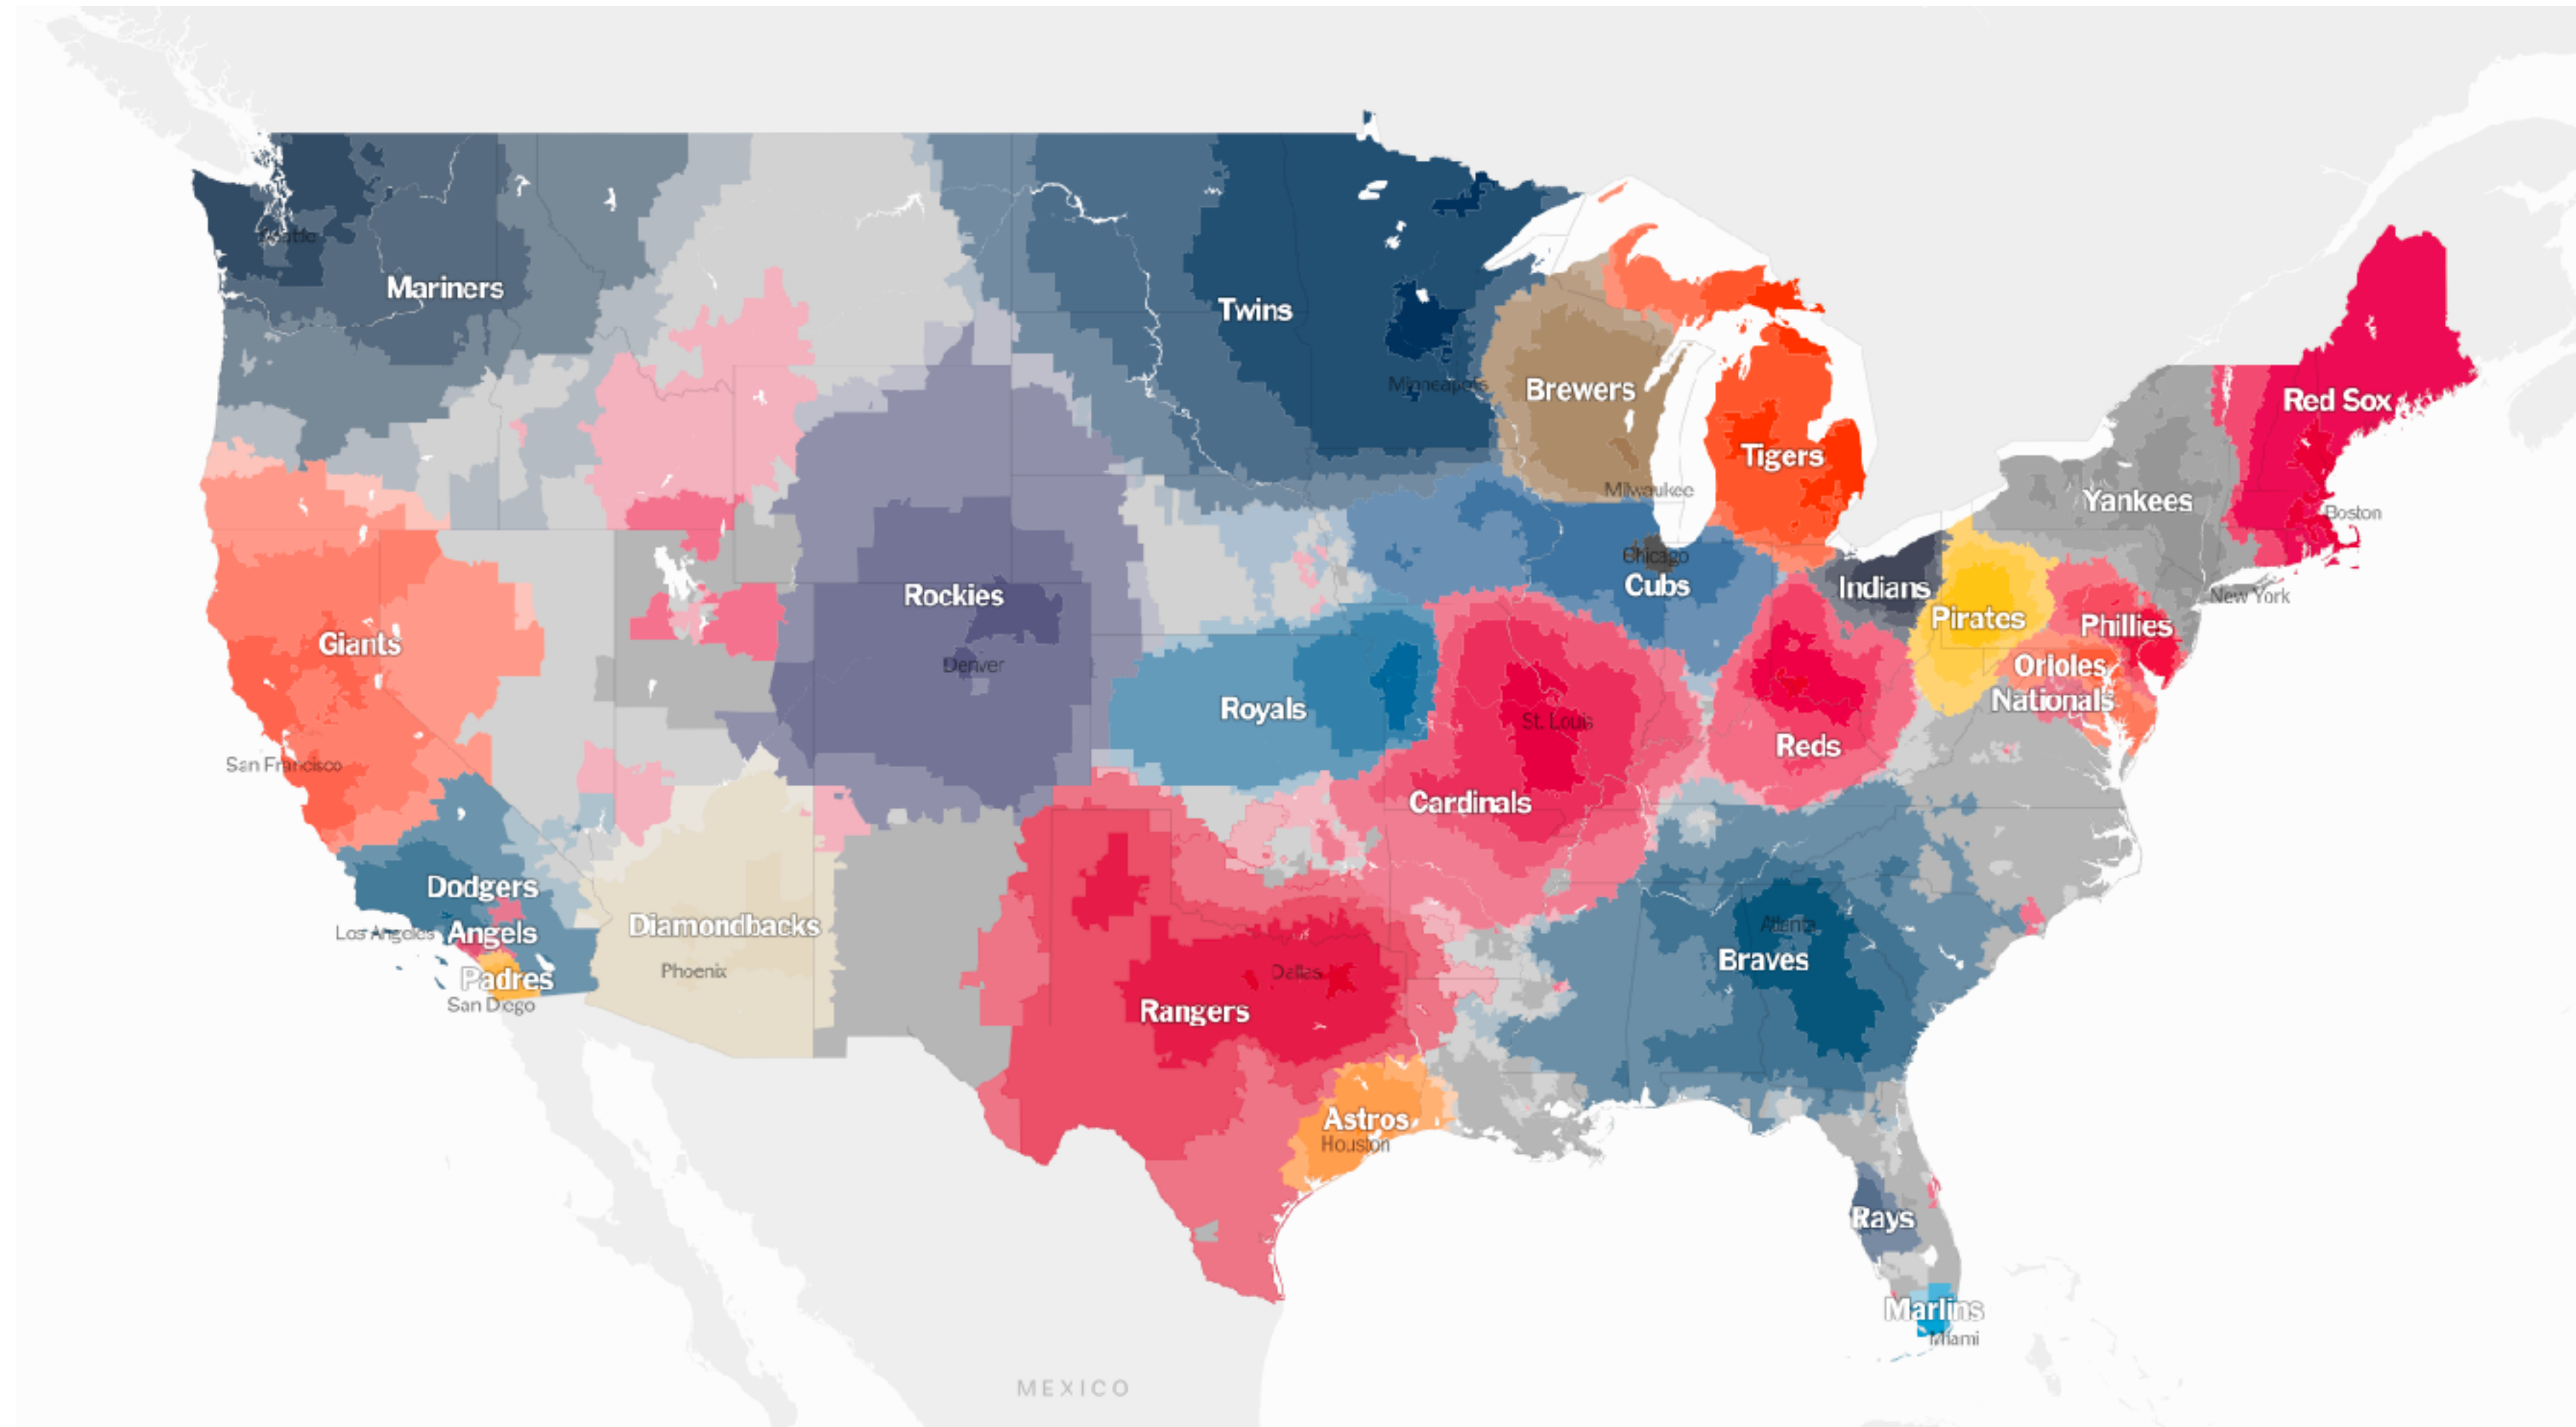 Seattle
Mariners
Twins
Minneapolis
Brewers
Red Sox
Tigers
Milwaukee
Yankees
Boston
Chicago
Cubs
Indians
Rockies
New York
Pirates
Phillies
Giants
Denver
Orioles
Nationals
Royals
St. Louis
Reds
San Francisco
Cardinals
Dodgers
Diamondbacks
Atlanta
Los Angeles
Angels
Braves
Phoenix
Dallas
Padres
San Diego
Rangers
Astros
Houston
Rays
Marlins
Miami
MEXICO